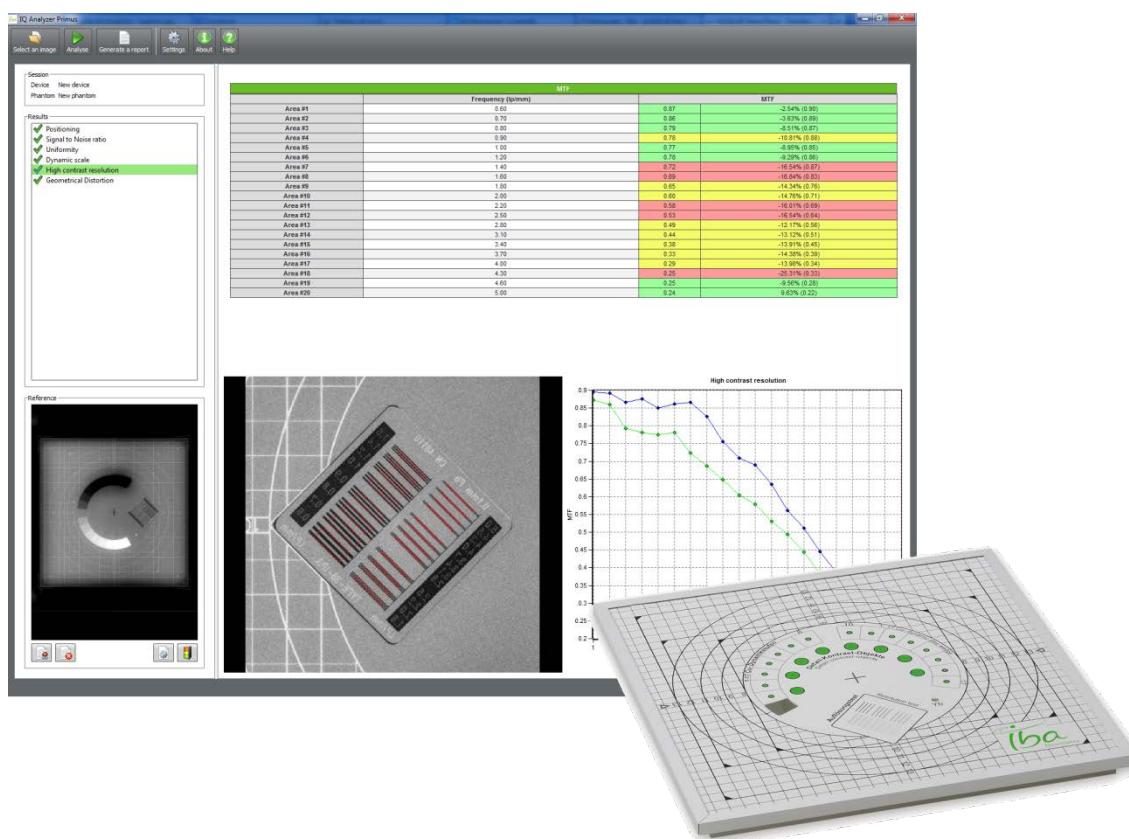 IQ Analyzer Primus
Select an image Analyse Generate a report Settings About Help
Session
Device New device
Phantom New phantom
Results
Positioning
Signal to Noise ratio
Uniformity
Dynamic scale
High contrast resolution
Geometrical Distortion
Reference
MTF
Frequency (lp/mm) MTF
Area #1 0.60 0.87 -2.54% (0.90)
Area #2 0.70 0.86 -3.63% (0.89)
Area #3 0.80 0.79 -8.51% (0.87)
Area #4 0.90 0.78 -10.81% (0.88)
Area #5 1.00 0.77 -8.95% (0.85)
Area #6 1.20 0.78 -9.29% (0.86)
Area #7 1.40 0.72 -16.54% (0.87)
Area #8 1.60 0.69 -16.84% (0.83)
Area #9 1.80 0.65 -14.34% (0.76)
Area #10 2.00 0.60 -14.76% (0.71)
Area #11 2.20 0.58 -16.01% (0.69)
Area #12 2.50 0.53 -16.54% (0.64)
Area #13 2.80 0.49 -12.17% (0.56)
Area #14 3.10 0.44 -13.12% (0.51)
Area #15 3.40 0.38 -13.91% (0.45)
Area #16 3.70 0.33 -14.38% (0.39)
Area #17 4.00 0.29 -13.98% (0.34)
Area #18 4.30 0.25 -25.31% (0.33)
Area #19 4.60 0.25 -9.56% (0.28)
Area #20 5.00 0.24 9.63% (0.22)
High contrast resolution
0.9
0.85
0.8
0.75
0.7
0.65
0.6
0.55
0.5
0.45
0.4
0.35
0.3
0.25
0.2
MTF
1
Detail-Kontrast-Objekte
iba